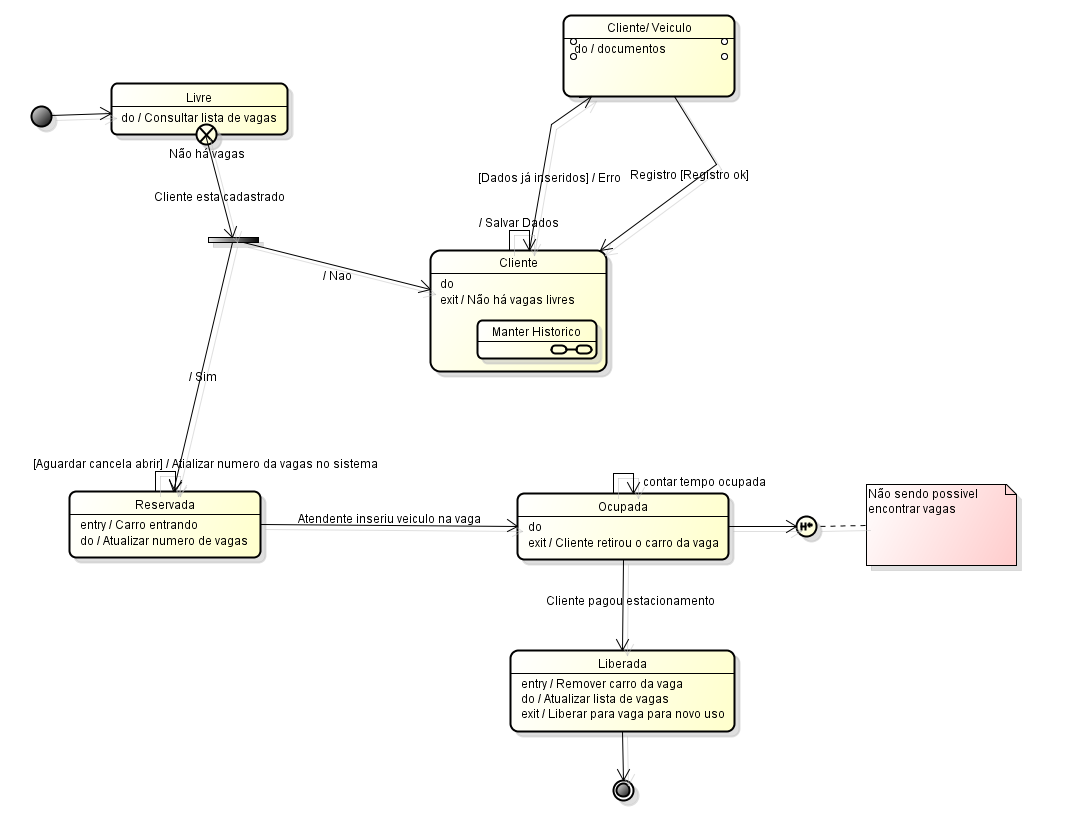 Cliente/ Veiculo
do / documentos
Livre
do / Consultar lista de vagas
Não há vagas
Cliente esta cadastrado
[Dados já inseridos] / Erro
Registro [Registro ok]
/ Salvar Dados
Cliente
do
exit / Não há vagas livres
Manter Historico
/ Nao
/ Sim
[Aguardar cancela abrir] / Atializar numero da vagas no sistema
Reservada
entry / Carro entrando
do / Atualizar numero de vagas
Atendente inseriu veiculo na vaga
contar tempo ocupada
Ocupada
do
exit / Cliente retirou o carro da vaga
H*
Não sendo possivel
encontrar vagas
Cliente pagou estacionamento
Liberada
entry / Remover carro da vaga
do / Atualizar lista de vagas
exit / Liberar para vaga para novo uso